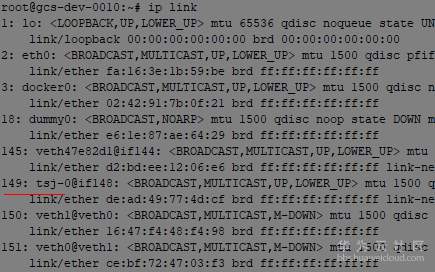 root@gcs-dev-0010:~# ip link
1: lo: <LOOPBACK,UP,LOWER_UP> mtu 65536 qdisc noqueue state UN
link/loopback 00:00:00:00:00:00 brd 00:00:00:00:00:00
2: eth0: <BROADCAST,MULTICAST,UP,LOWER_UP> mtu 1500 qdisc pfif
link/ether fa:16:3e:1b:59:be brd ff:ff:ff:ff:ff:ff
3: docker0: <BROADCAST,MULTICAST,UP,LOWER_UP> mtu 1500 qdisc n
link/ether 02:42:91:7b:0f:21 brd ff:ff:ff:ff:ff:ff
18: dummy0: <BROADCAST,NOARP> mtu 1500 qdisc noop state DOWN m
link/ether e6:1e:87:ae:64:29 brd ff:ff:ff:ff:ff:ff
145: veth47e82d1@if144: <BROADCAST,MULTICAST,UP,LOWER_UP> mtu
link/ether d2:bd:ee:12:06:e6 brd ff:ff:ff:ff:ff:ff link-ne
149: tsj-0@if148: <BROADCAST,MULTICAST,UP,LOWER_UP> mtu 1500 q
link/ether de:ad:49:77:4d:cf brd ff:ff:ff:ff:ff:ff link-ne
150: veth1@veth0: <BROADCAST,MULTICAST,M-DOWN> mtu 1500 qdisc
link/ether 16:47:f4:48:f4:98 brd ff:ff:ff:ff:ff:ff
151: veth0@veth1: <BROADCAST,MULTICAST,M-DOWN> mtu 1500 qdisc
link/ether ce:bf:72:47:03:f3 brd ff:ff:ff:ff:ff:ff
华为云社区
bbs.huaweicloud.com